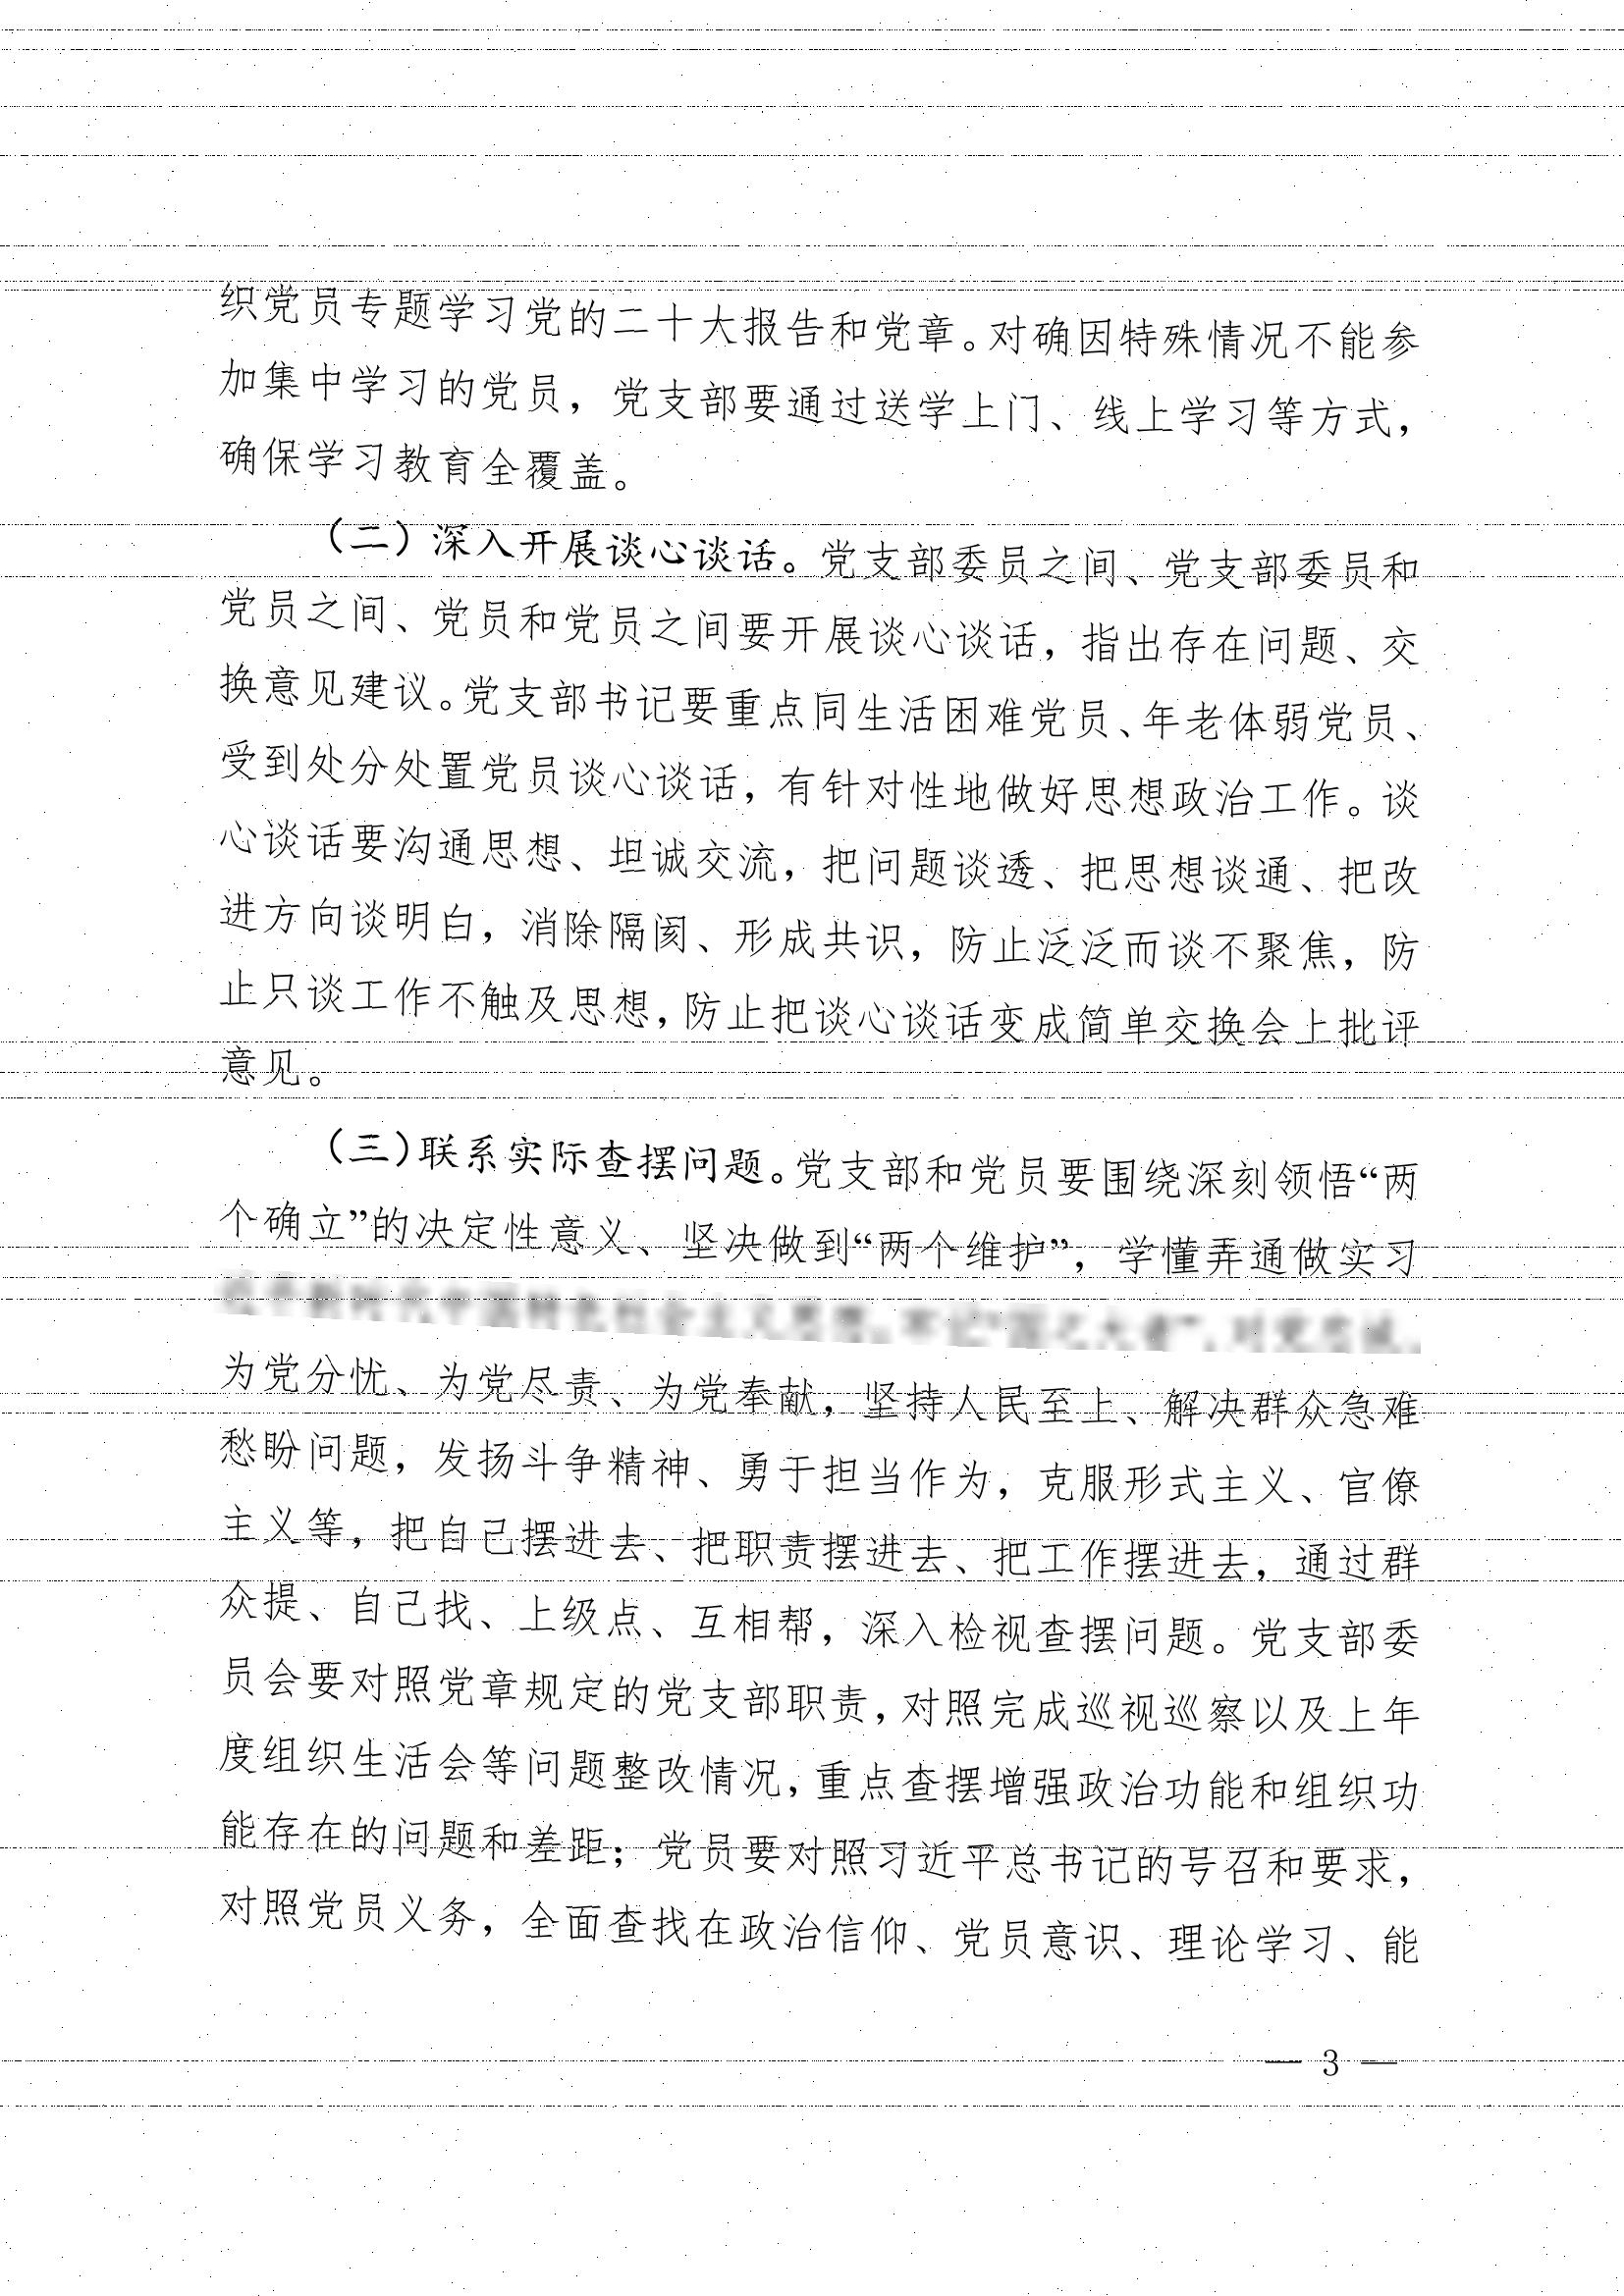 织党员专题学习党的二十大报告和党章。对确因特殊情况不能参
加集中学习的党员，党支部要通过送学上门、线上学习等方式，
确保学习教育全覆盖。
（二）深入开展谈心谈话。党支部委员之间、党支部委员和
党员之间、党员和党员之间要开展谈心谈话，指出存在问题、交
换意见建议。党支部书记要重点同生活困难党员、年老体弱党员、
受到处分处置党员谈心谈话，有针对性地做好思想政治工作。谈
心谈话要沟通思想、坦诚交流，把问题谈透、把思想谈通、把改
进方向谈明白，消除隔阂、形成共识，防止泛泛而谈不聚焦，防
止只谈工作不触及思想，防止把谈心谈话变成简单交换会上批评
意见。
（三）联系实际查摆问题。党支部和党员要围绕深刻领悟“两
个确立”的决定性意义、坚决做到“两个维护”，学懂弄通做实习
为党分忧、为党尽责、为党奉献，坚持人民至上、解决群众急难
愁盼问题，发扬斗争精神、勇于担当作为，克服形式主义、官僚
主义等，把自己摆进去、把职责摆进去、把工作摆进去，通过群
众提、自己找、上级点、互相帮，深入检视查摆问题。党支部委
员会要对照党章规定的党支部职责，对照完成巡视巡察以及上年
度组织生活会等问题整改情况，重点查摆增强政治功能和组织功
能存在的问题和差距；党员要对照习近平总书记的号召和要求，
对照党员义务，全面查找在政治信仰、党员意识、理论学习、能
— 3 —